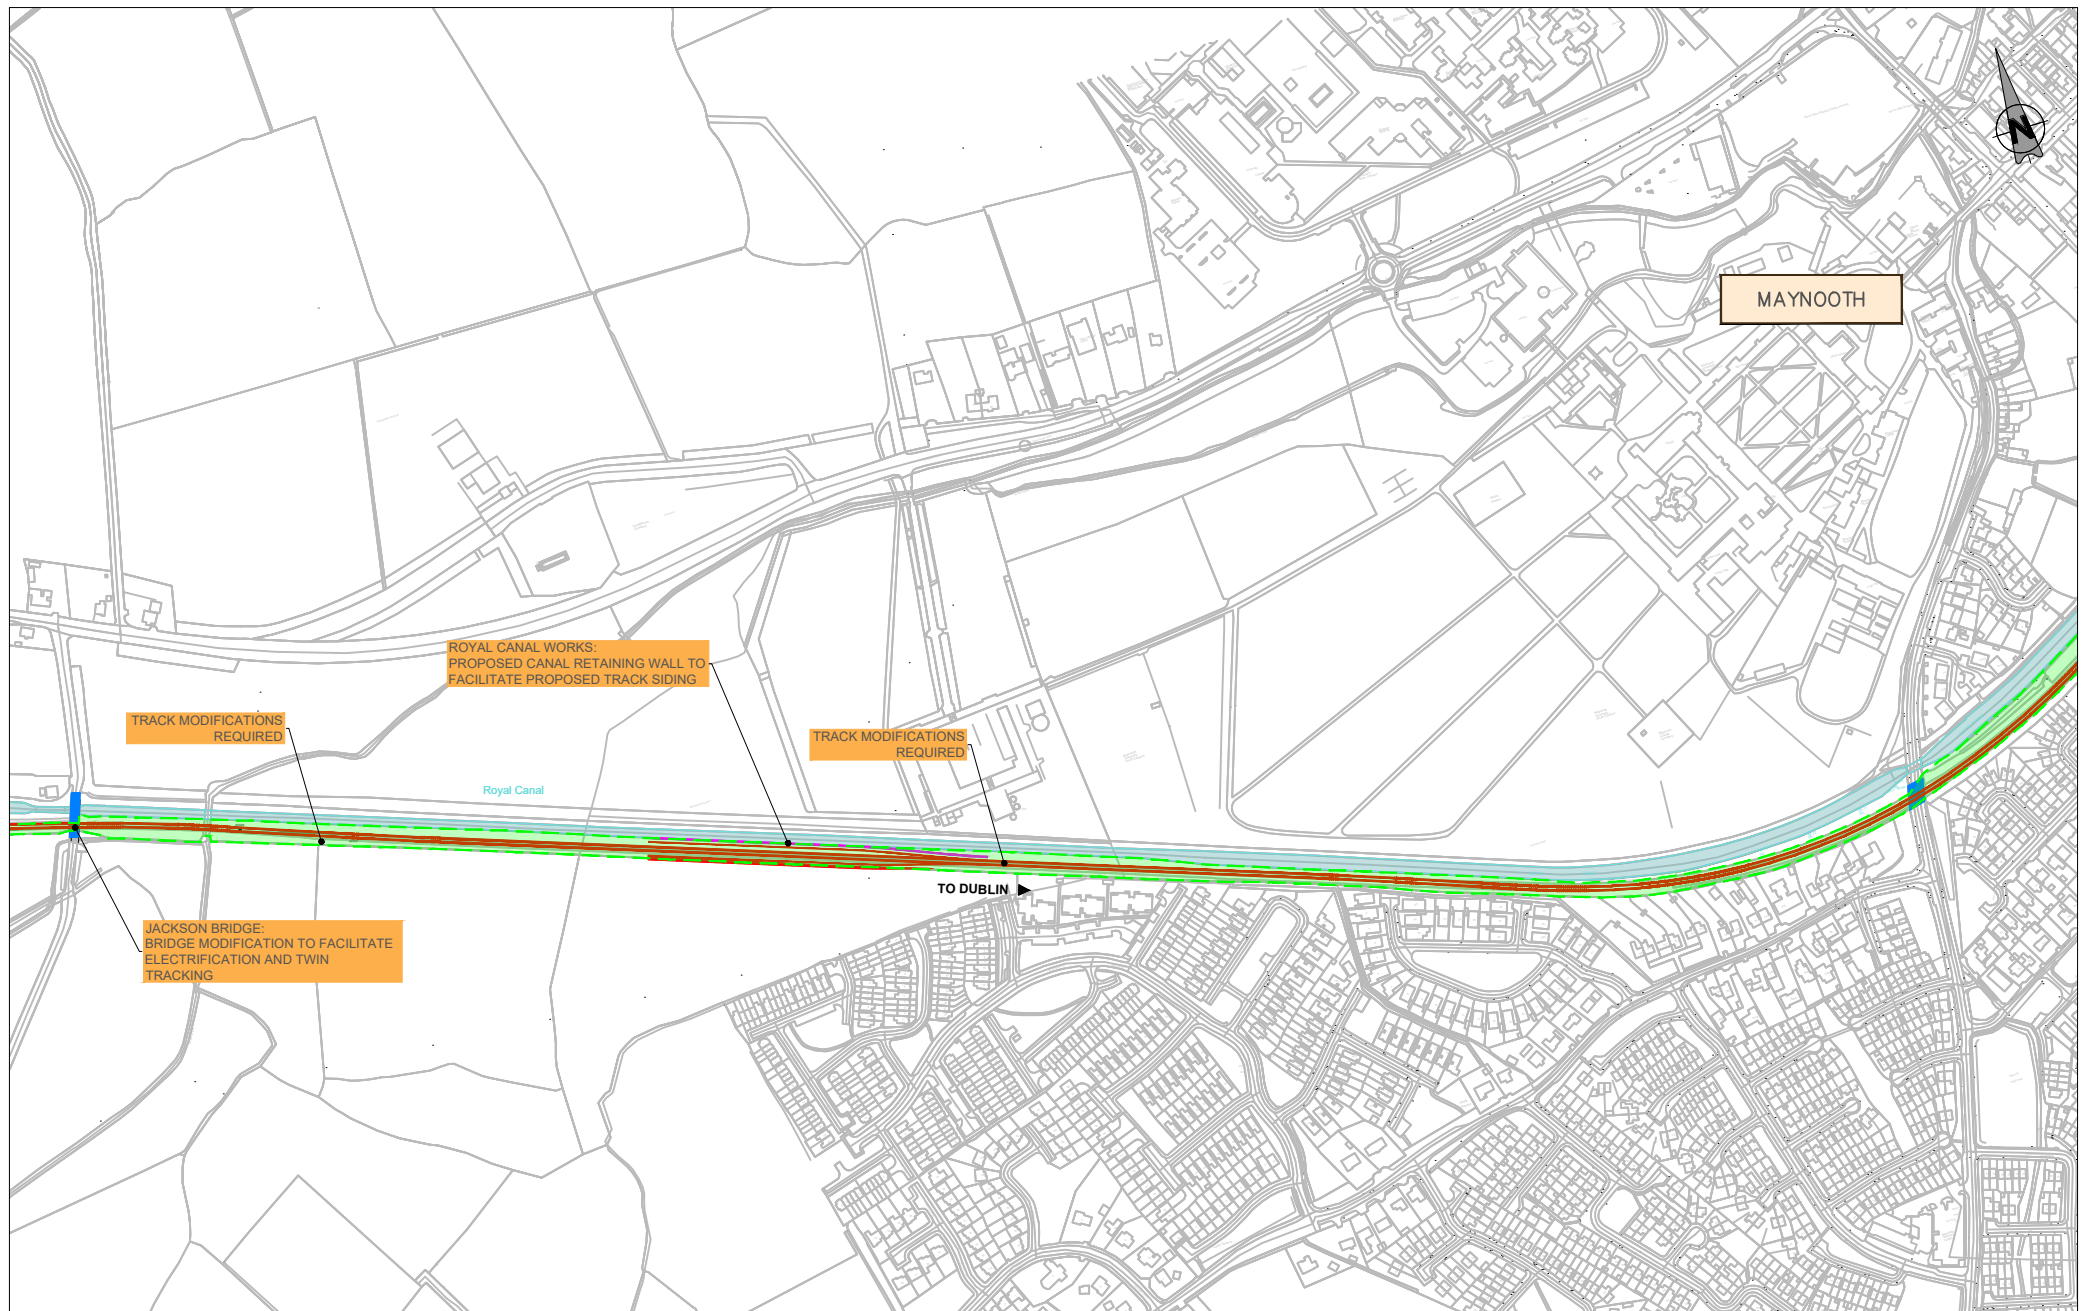 N
MAYNOOTH
ROYAL CANAL WORKS:
PROPOSED CANAL RETAINING WALL TO
FACILITATE PROPOSED TRACK SIDING
TRACK MODIFICATIONS
REQUIRED
TRACK MODIFICATIONS
REQUIRED
Royal Canal
TO DUBLIN
JACKSON BRIDGE:
BRIDGE MODIFICATION TO FACILITATE
ELECTRIFICATION AND TWIN
TRACKING